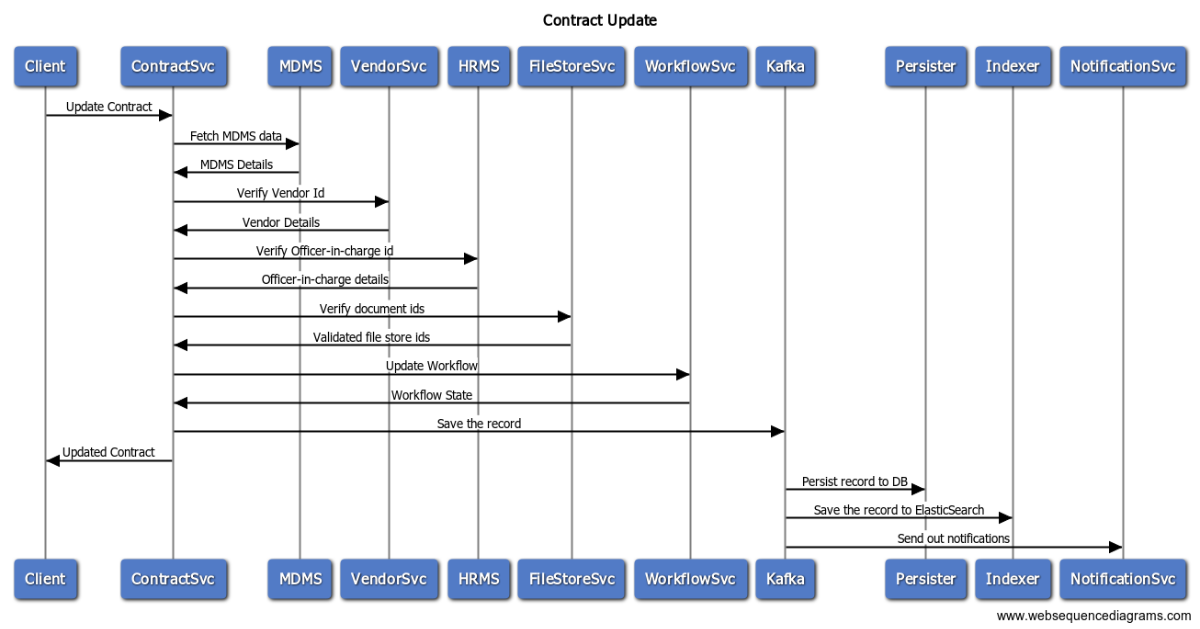 Contract Update
Client ContractSvc MDMS VendorSvc HRMS FileStoreSvc WorkflowSvc Kafka Persister Indexer NotificationSvc
Update Contract
Fetch MDMS data
MDMS Details
Verify Vendor Id
Vendor Details
Verify Officer-in-charge id
Officer-in-charge details
Verify document ids
Validated file store ids
Update Workflow
Workflow State
Save the record
Updated Contract
Persist record to DB
Save the record to ElasticSearch
Send out notifications
Client ContractSvc MDMS VendorSvc HRMS FileStoreSvc WorkflowSvc Kafka Persister Indexer NotificationSvc
www.websequencediagrams.com